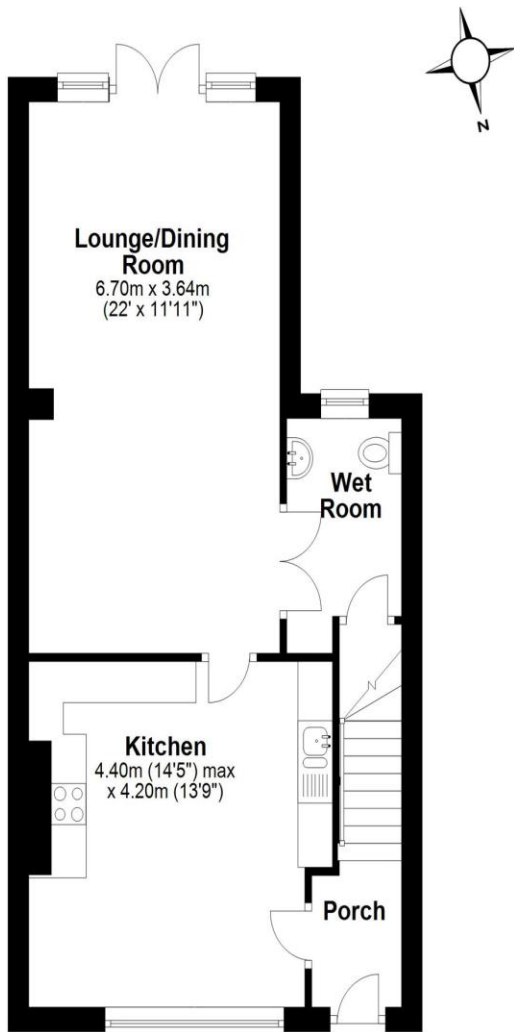 N
Lounge/Dining
Room
6.70m x 3.64m
(22' x 11'11")
Wet
Room
Kitchen
4.40m (14'5") max
x 4.20m (13'9")
Porch